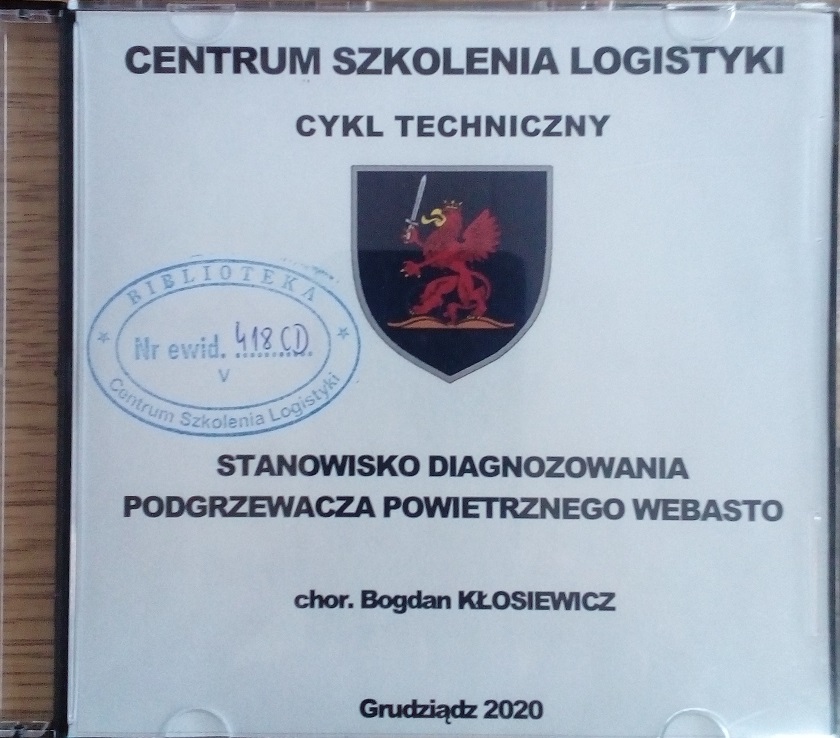 CENTRUM SZKOLENIA LOGISTYKI
CYKL TECHNICZNY
BIBLIOTEKA
Nr ewid. 418 CD
V
Centrum Szkolenia Logistyki
STANOWISKO DIAGNOZOWANIA
PODGRZEWACZA POWIETRZNEGO WEBASTO
chor. Bogdan KŁOSIEWICZ
Grudziądz 2020